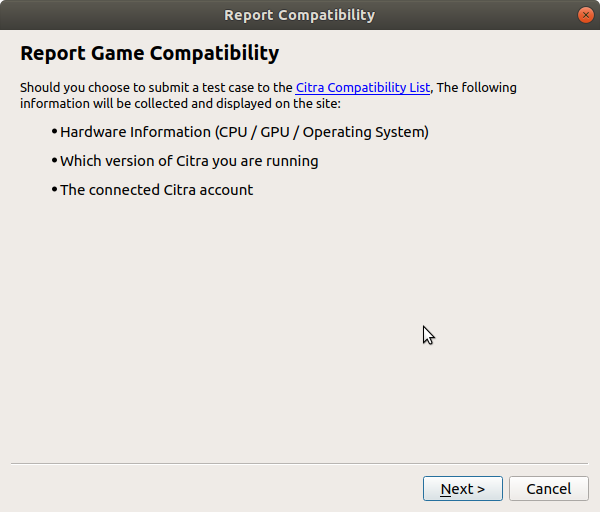 Report Compatibility
Report Game Compatibility
Should you choose to submit a test case to the Citra Compatibility List, The following
information will be collected and displayed on the site:
• Hardware Information (CPU / GPU / Operating System)
• Which version of Citra you are running
• The connected Citra account
Next >
Cancel